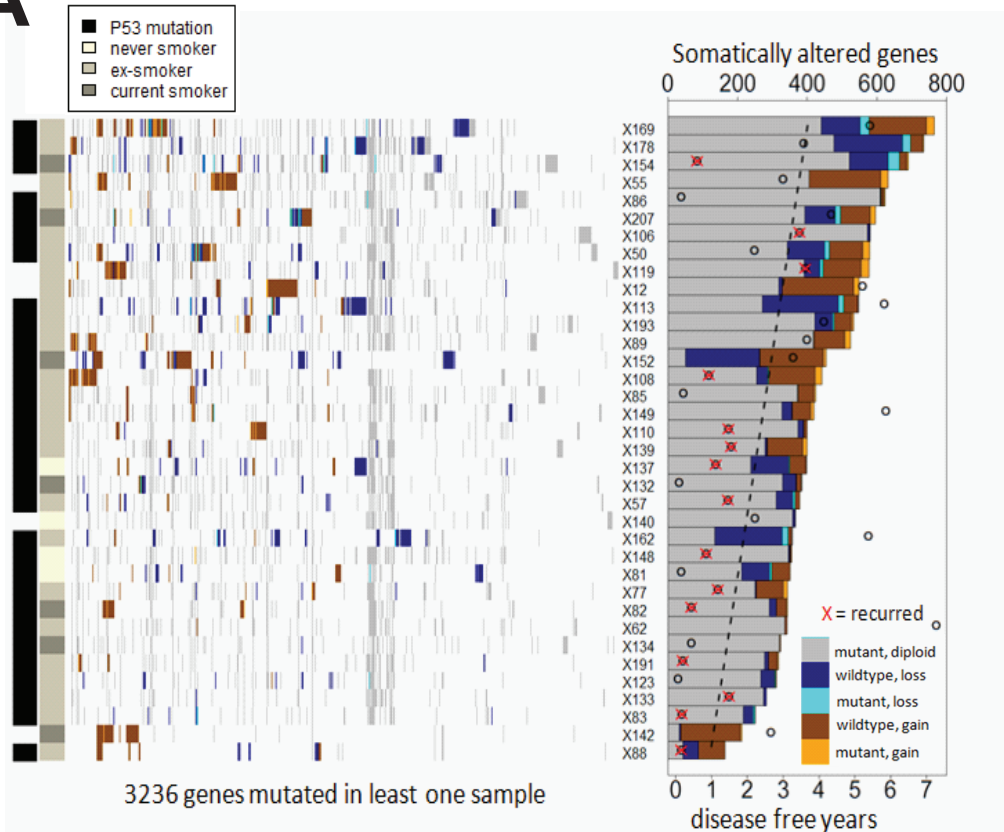 A
P53 mutation
never smoker
ex-smoker
current smoker
Somatically altered genes
0 200 400 600 800
X169
X178
X154
X55
X86
X207
X106
X50
X119
X12
X113
X193
X89
X152
X108
X85
X149
X110
X139
X137
X132
X57
X140
X162
X148
X81
X77
X82
X62
X134
X191
X123
X133
X83
X142
X88
X = recurred
mutant, diploid
wildtype, loss
mutant, loss
wildtype, gain
mutant, gain
0 1 2 3 4 5 6 7
disease free years
3236 genes mutated in least one sample